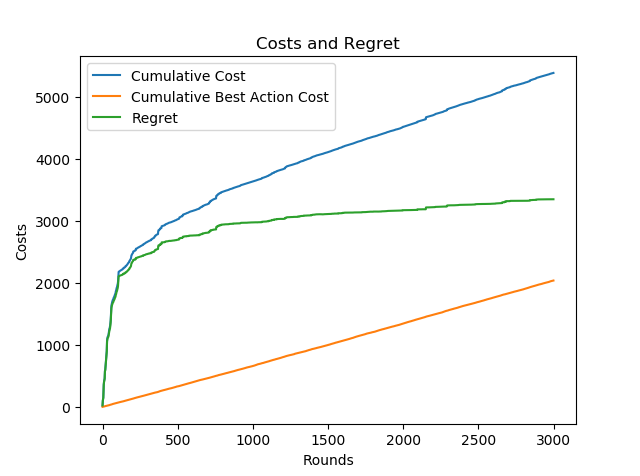 Costs and Regret
Cumulative Cost
Cumulative Best Action Cost
Regret
Costs
5000
4000
3000
2000
1000
0
0
500
1000
1500
2000
2500
3000
Rounds